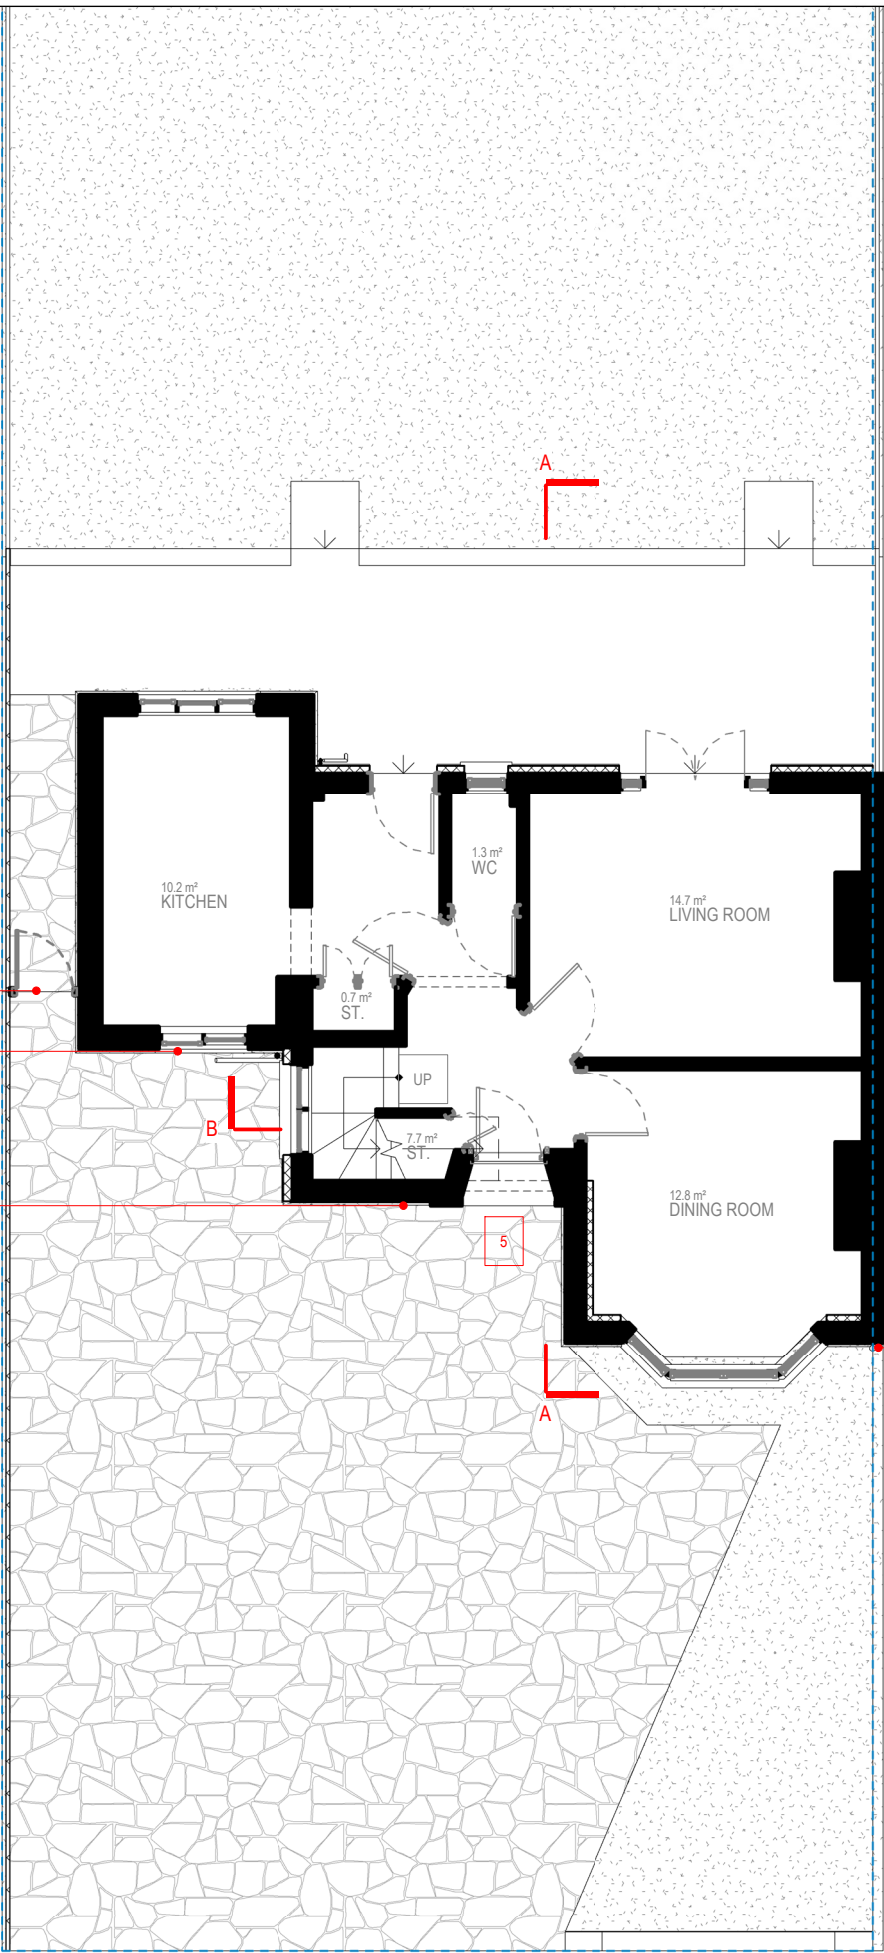 A
1.3 m²
WC
10.2 m²
KITCHEN
14.7 m²
LIVING ROOM
0.7 m²
ST.
UP
B
7.7 m²
ST.
12.8 m²
DINING ROOM
5
A